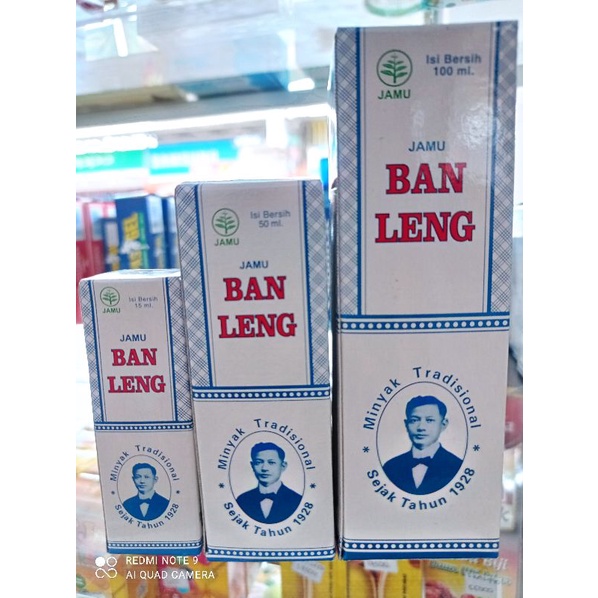 JAMU
Isi Bersih
15 ml.
JAMU
BAN
LENG
Minyak Tradisional
* Sejak Tahun 1928 *
JAMU
Isi Bersih
50 ml.
JAMU
BAN
LENG
Minyak Tradisional
* Sejak Tahun 1928 *
JAMU
Isi Bersih
100 ml.
JAMU
BAN
LENG
Minyak Tradisional
* Sejak Tahun 1928 *
REDMI NOTE 9
AI QUAD CAMERA